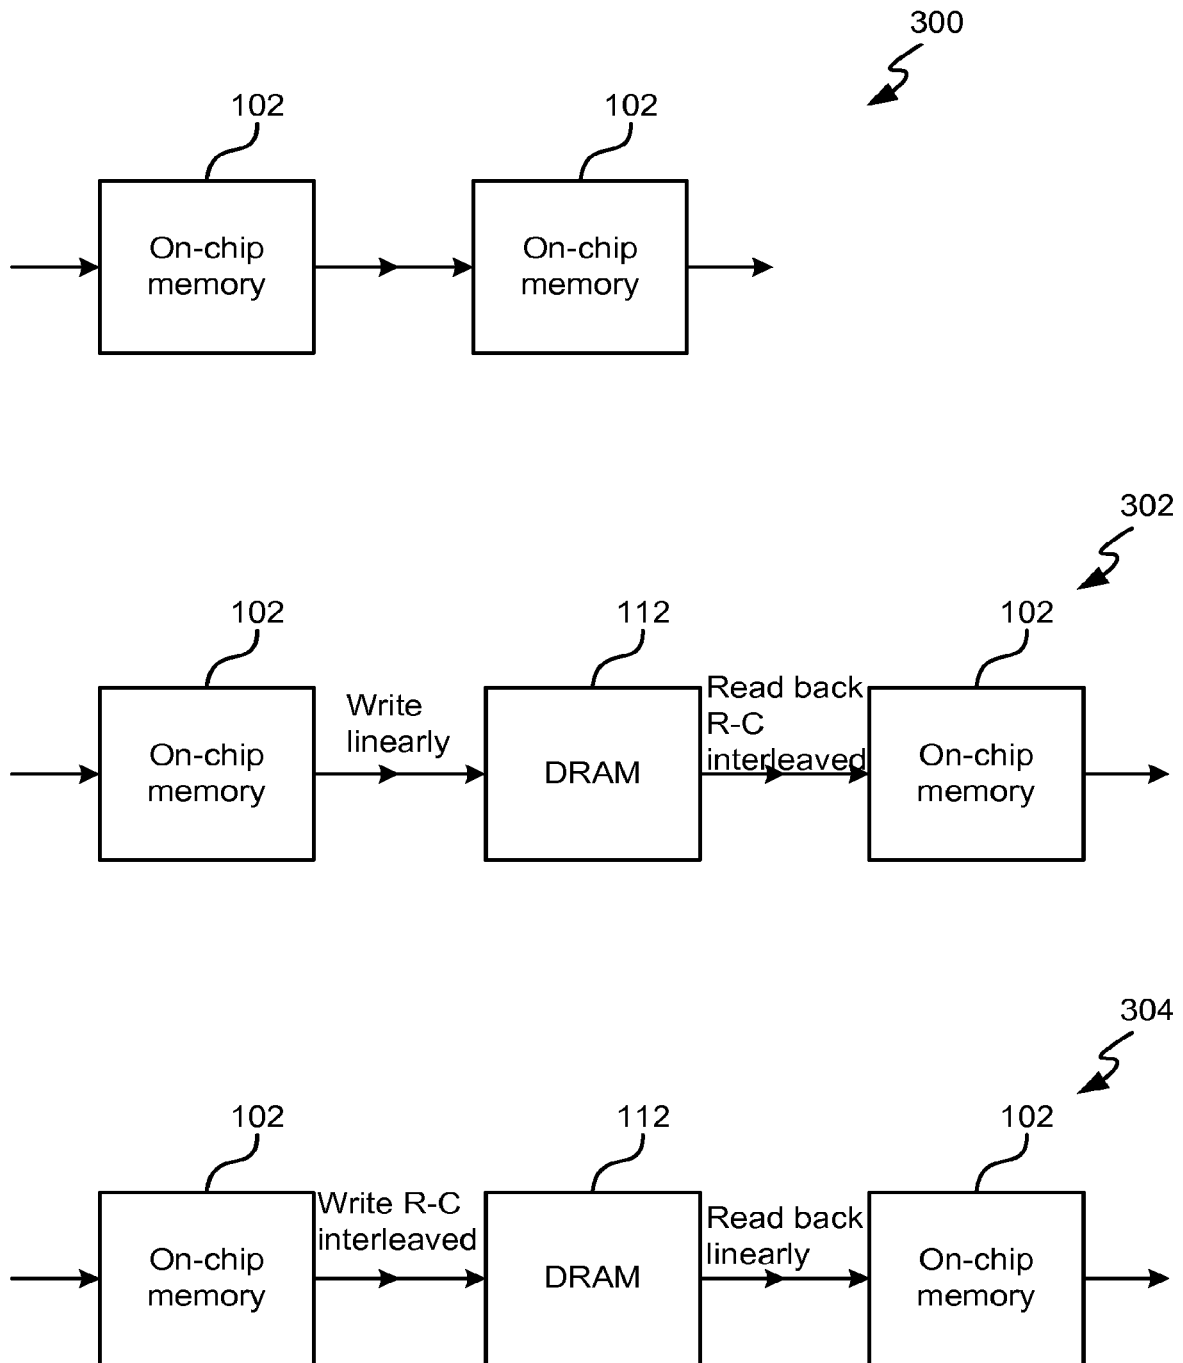 300
102
102
On-chip
memory
On-chip
memory
302
102
112
102
Write
linearly
Read back
R-C
interleaved
On-chip
memory
DRAM
On-chip
memory
304
102
112
102
Write R-C
interleaved
Read back
linearly
On-chip
memory
DRAM
On-chip
memory